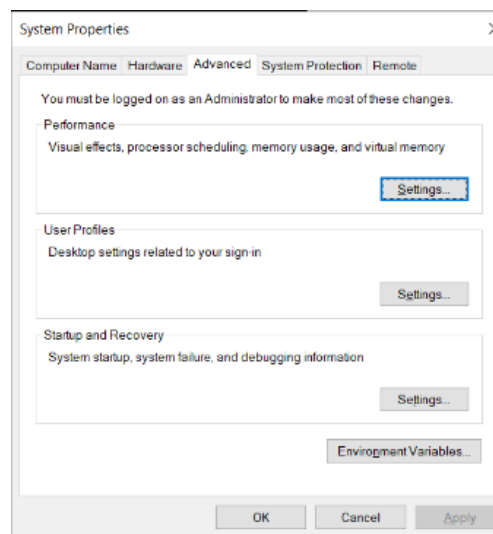 System Properties
Computer Name Hardware Advanced System Protection Remote
You must be logged on as an Administrator to make most of these changes.
Performance
Visual effects, processor scheduling, memory usage, and virtual memory
Settings...
User Profiles
Desktop settings related to your sign-in
Settings...
Startup and Recovery
System startup, system failure, and debugging information
Settings...
Environment Variables...
OK Cancel Apply